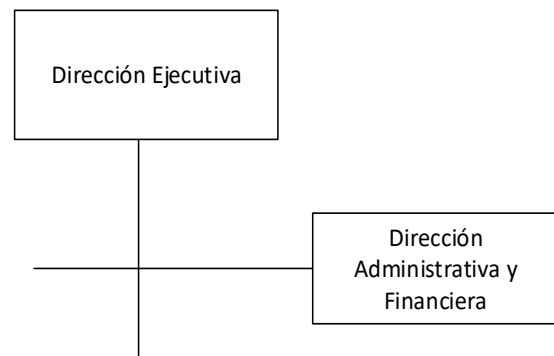 Dirección Ejecutiva
Dirección
Administrativa y
Financiera